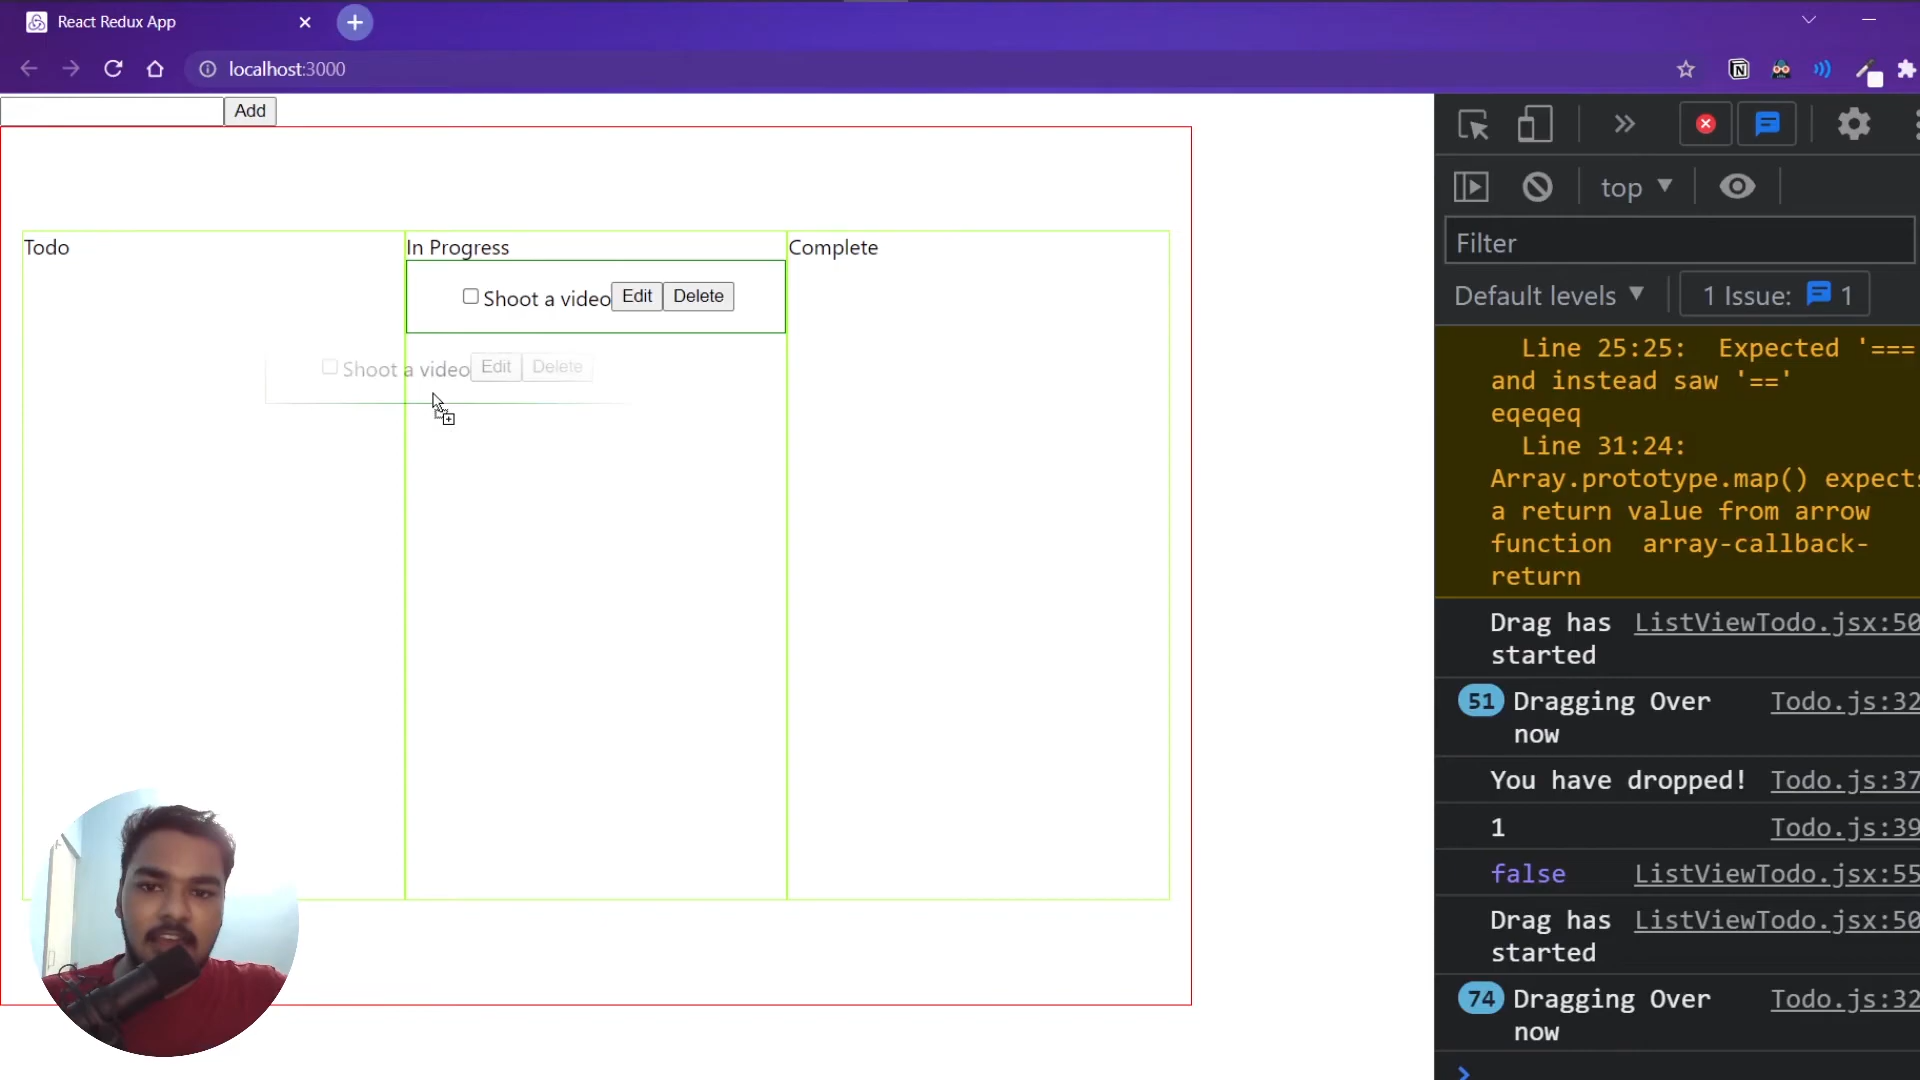 React Redux App
localhost:3000
Add
Todo
In Progress
Complete
Shoot a video Edit Delete
Shoot a video Edit Delete
top
Filter
Default levels
1 Issue: 1
Line 25:25: Expected '===
and instead saw '=='
eqeqeq
Line 31:24:
Array.prototype.map() expects
a return value from arrow
function array-callback-
return
Drag has ListViewTodo.jsx:50
started
51 Dragging Over Todo.js:32
now
You have dropped! Todo.js:37
1 Todo.js:39
false ListViewTodo.jsx:55
Drag has ListViewTodo.jsx:50
started
74 Dragging Over Todo.js:32
now